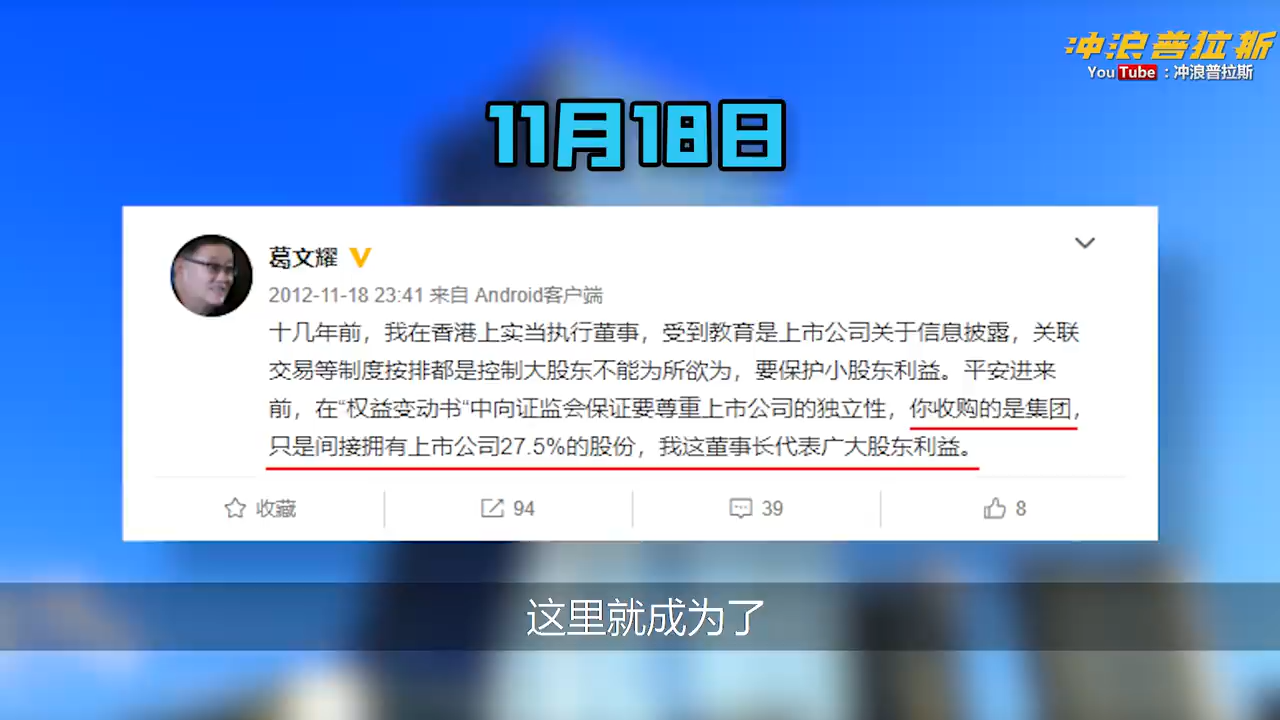 冲浪普拉斯
YouTube：冲浪普拉斯
11月18日
葛文耀
2012-11-18 23:41 来自 Android客户端
十几年前，我在香港上实当执行董事，受到教育是上市公司关于信息披露，关联
交易等制度按排都是控制大股东不能为所欲为，要保护小股东利益。平安进来
前，在“权益变动书“中向证监会保证要尊重上市公司的独立性，你收购的是集团，
只是间接拥有上市公司27.5%的股份，我这董事长代表广大股东利益。
收藏
94
39
8
这里就成为了